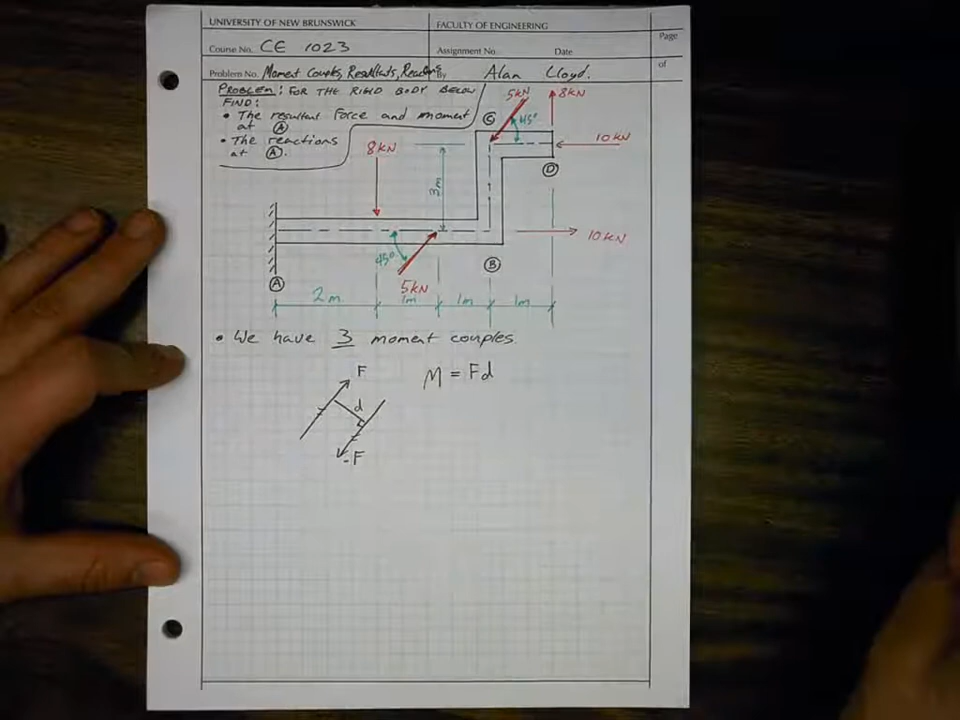 UNIVERSITY OF NEW BRUNSWICK
FACULTY OF ENGINEERING
Page
Course No. CE 1023
Assignment No.
Date
of
Problem No. Moment Couples, Resultants, Reactions
By Alan Lloyd.
PROBLEM: FOR THE RIGID BODY BELOW
FIND:
• The resultant Force and moment
at A
• The reactions
at A.
5kN
8kN
C
45°
10kN
8kN
3m
D
10kN
45°
5kN
B
A
2m
1m
1m
1m
• We have 3 moment couples.
F
M = Fd
d
-F